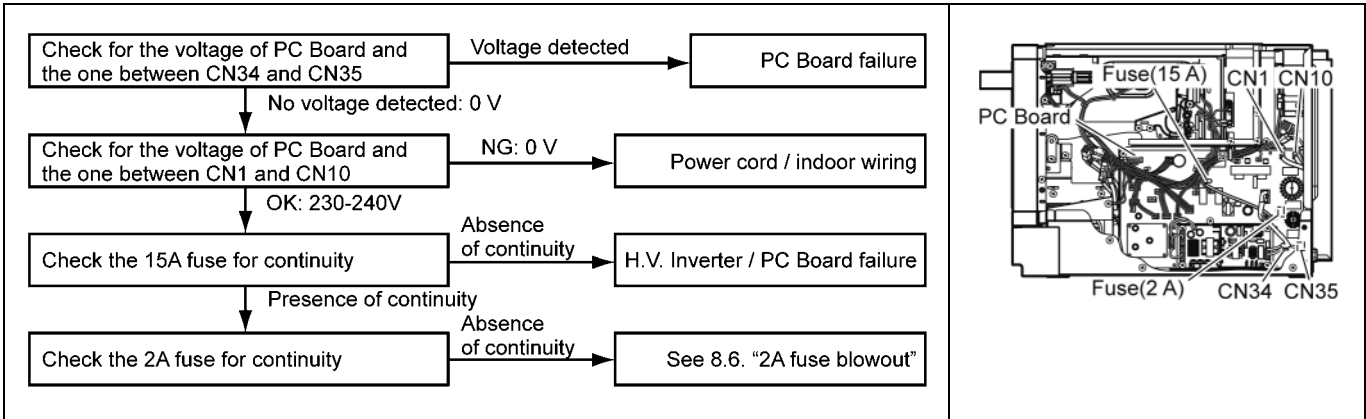 Check for the voltage of PC Board and
the one between CN34 and CN35
Voltage detected
PC Board failure
No voltage detected: 0 V
Check for the voltage of PC Board and
the one between CN1 and CN10
NG: 0 V
Power cord / indoor wiring
OK: 230-240V
Check the 15A fuse for continuity
Absence
of continuity
H.V. Inverter / PC Board failure
Presence of continuity
Check the 2A fuse for continuity
Absence
of continuity
See 8.6. “2A fuse blowout”
Fuse(15 A) CN1 CN10
PC Board
Fuse(2 A) CN34 CN35